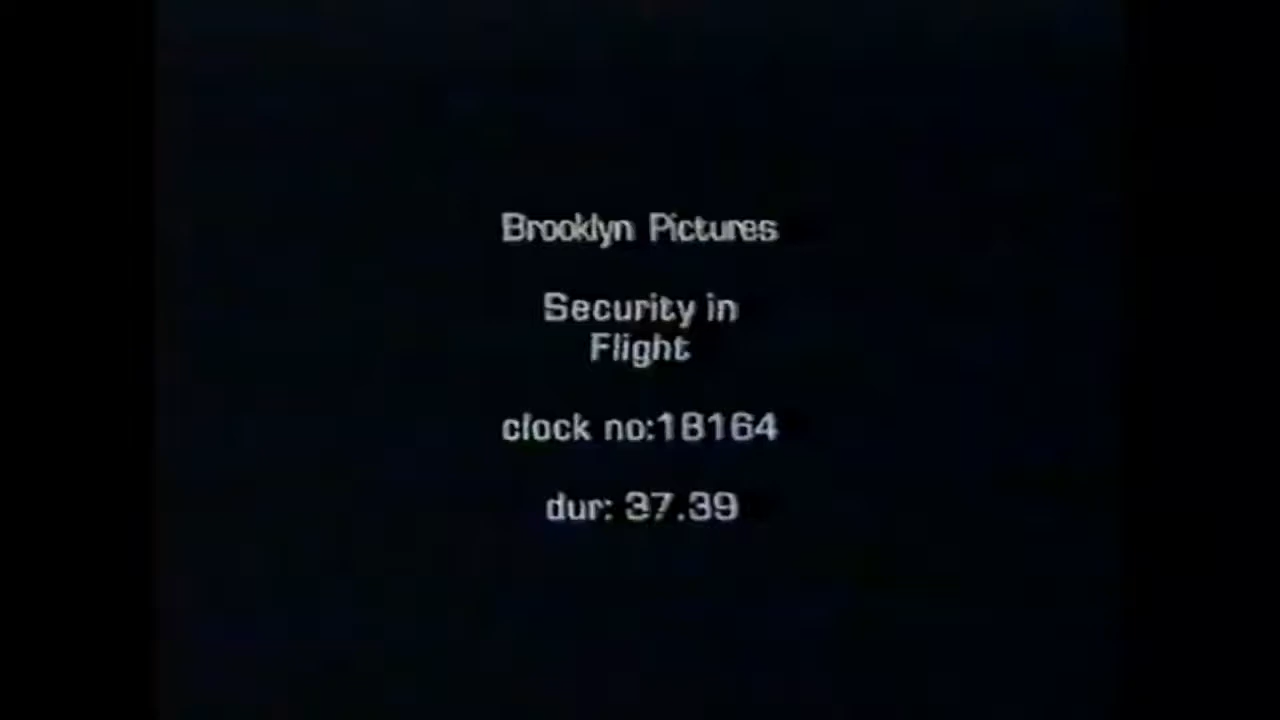 Brooklyn Pictures
Security in
Flight
clock no:18164
dur: 37.39